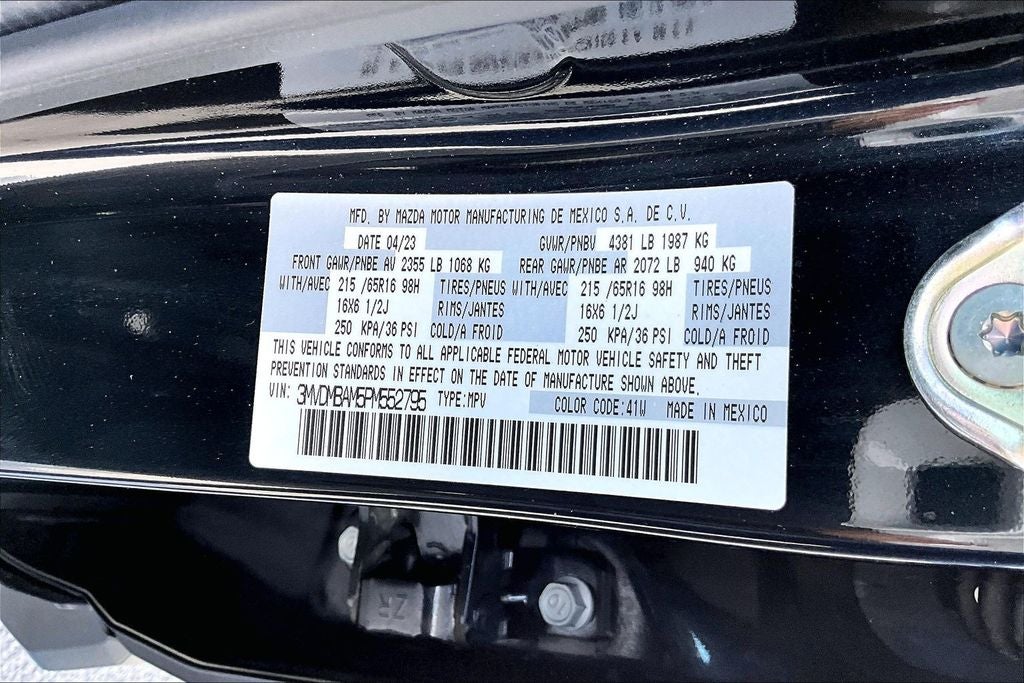 MFD. BY MAZDA MOTOR MANUFACTURING DE MEXICO S.A. DE C.V.
DATE 04/23 GVWR/PNBV 4381 LB 1987 KG
FRONT GAWR/PNBE AV 2355 LB 1068 KG REAR GAWR/PNBE AR 2072 LB 940 KG
WITH/AVEC 215 /65R16 98H TIRES/PNEUS WITH/AVEC 215 /65R16 98H TIRES/PNEUS
16X6 1/2J RIMS/JANTES 16X6 1/2J RIMS/JANTES
250 KPA/36 PSI COLD/A FROID 250 KPA/36 PSI COLD/A FROID
THIS VEHICLE CONFORMS TO ALL APPLICABLE FEDERAL MOTOR VEHICLE SAFETY AND THEFT
PREVENTION STANDARDS IN EFFECT ON THE DATE OF MANUFACTURE SHOWN ABOVE.
VIN: 3MVDMBAM5PM552795 TYPE:MPV COLOR CODE:41W MADE IN MEXICO
ZR